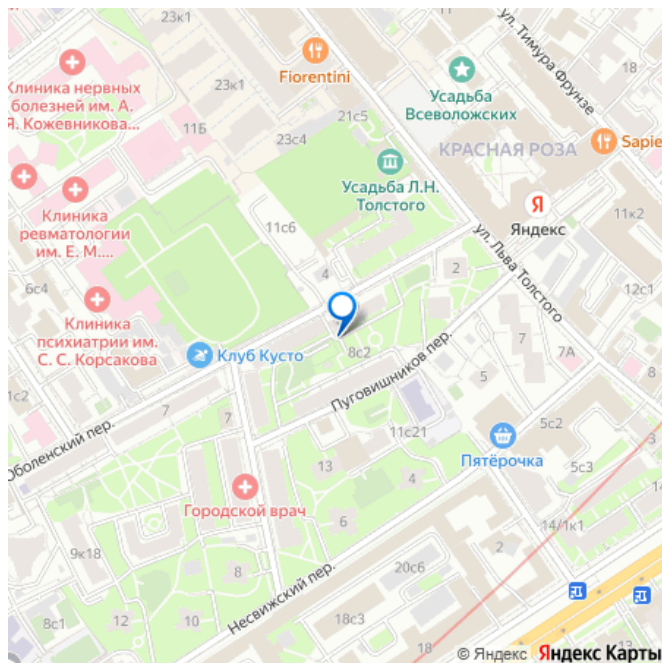 23к1
ул. Тимура Фрунзе
18
Fiorentini
Клиника нервных
болезней им. А.
Я. Кожевникова...
23к1
Усадьба
Всеволожских
21с5
11Б
23с4
КРАСНАЯ РОЗА
Sapie
Усадьба Л.Н.
Толстого
Я
Яндекс
Клиника
ревматологии
им. Е. М....
11с6
11к2
ул. Льва Толстого
4
2
6с4
12с1
Клиника
психиатрии им.
С. С. Корсакова
Клуб Кусто
8с2
Пуговишников пер.
7
7А
5
1с2
7
7
Оболенский пер.
11с21
5с2
Пятёрочка
13
5с3
Городской врач
6
14/1к1
9к18
2
8
Несвижский пер.
20с6
8с1
12
10
18с3
18
© Яндекс Яндекс Карты